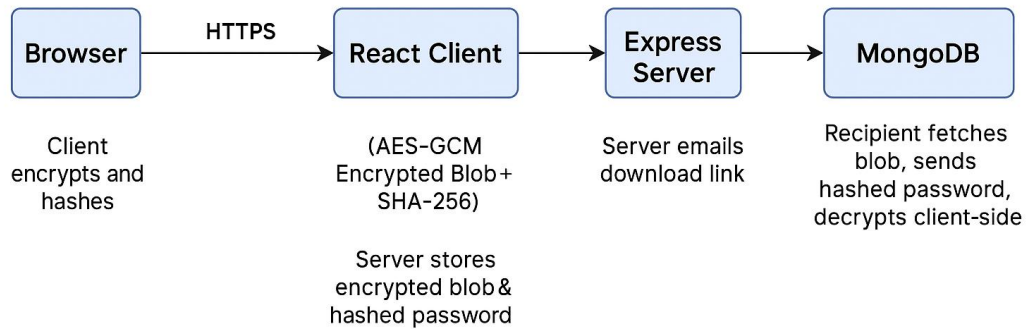 HTTPS
Browser
React Client
Express
Server
MongoDB
Client
encrypts and
hashes
(AES-GCM
Encrypted Blob+
SHA-256)
Server stores
encrypted blob&
hashed password
Server emails
download link
Recipient fetches
blob, sends
hashed password,
decrypts client-side